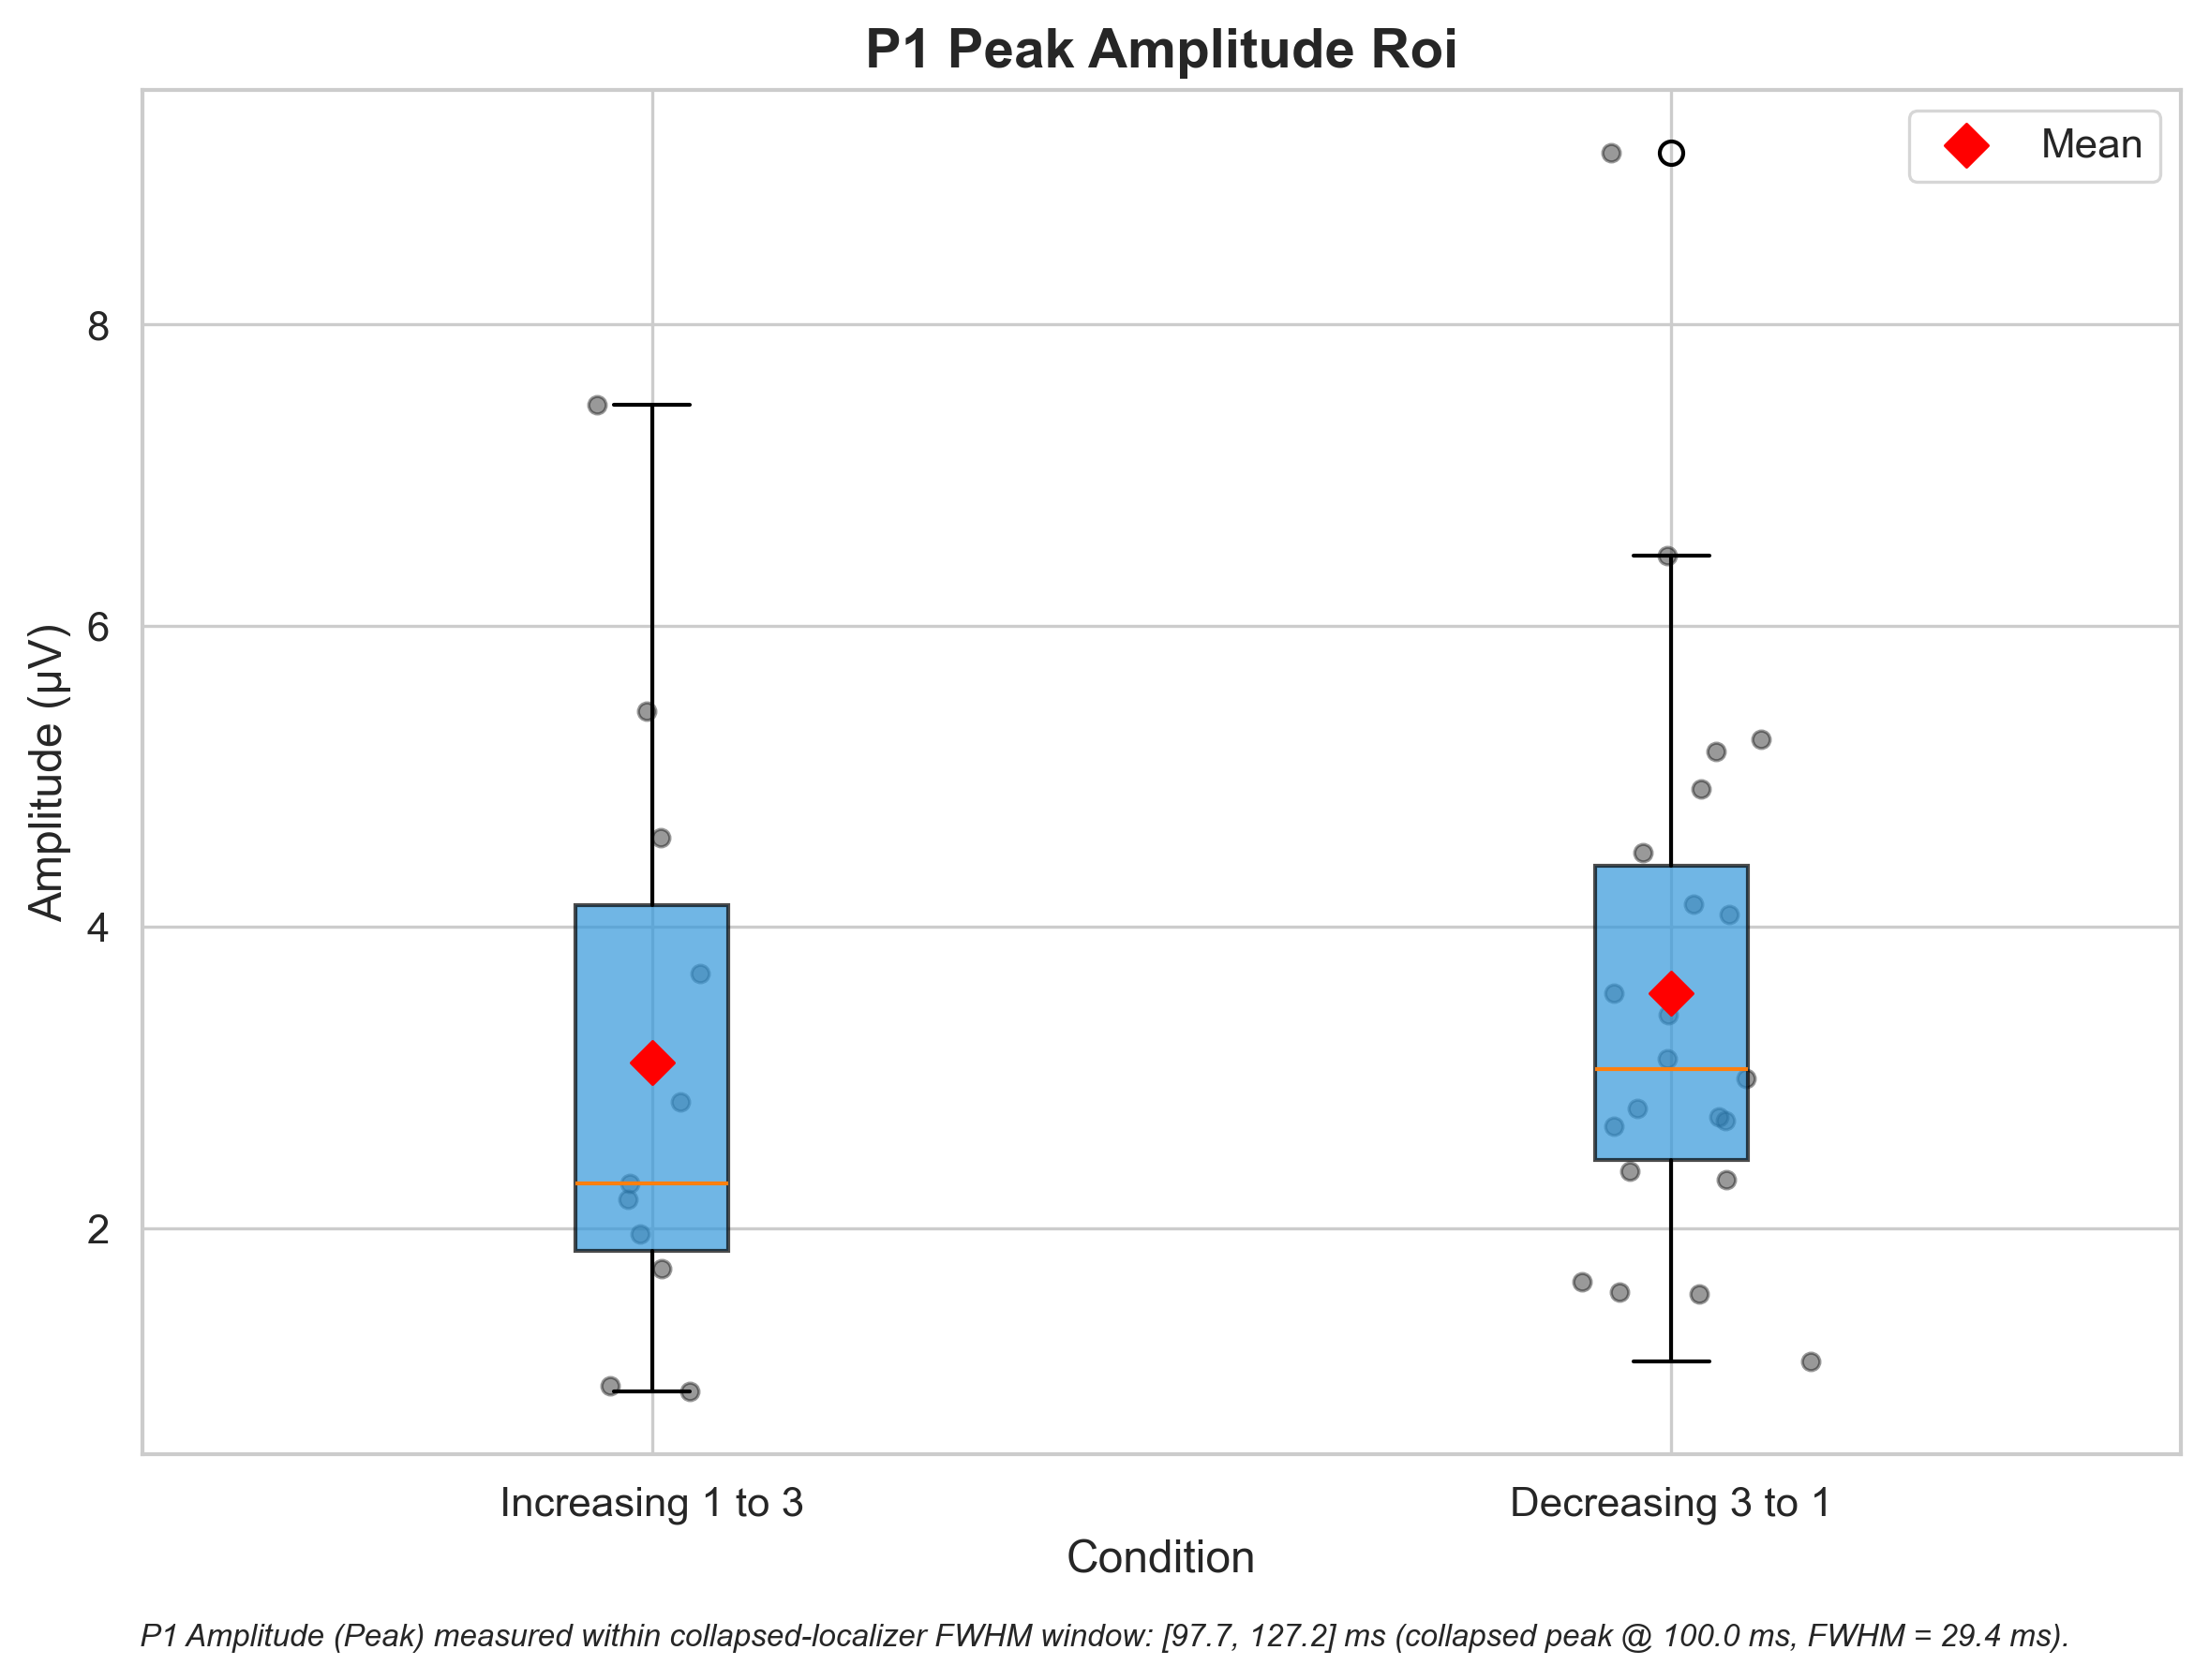 P1 Peak Amplitude Roi
Mean
8
6
4
2
Amplitude (µV)
Increasing 1 to 3
Decreasing 3 to 1
Condition
P1 Amplitude (Peak) measured within collapsed-localizer FWHM window: [97.7, 127.2] ms (collapsed peak @ 100.0 ms, FWHM = 29.4 ms).